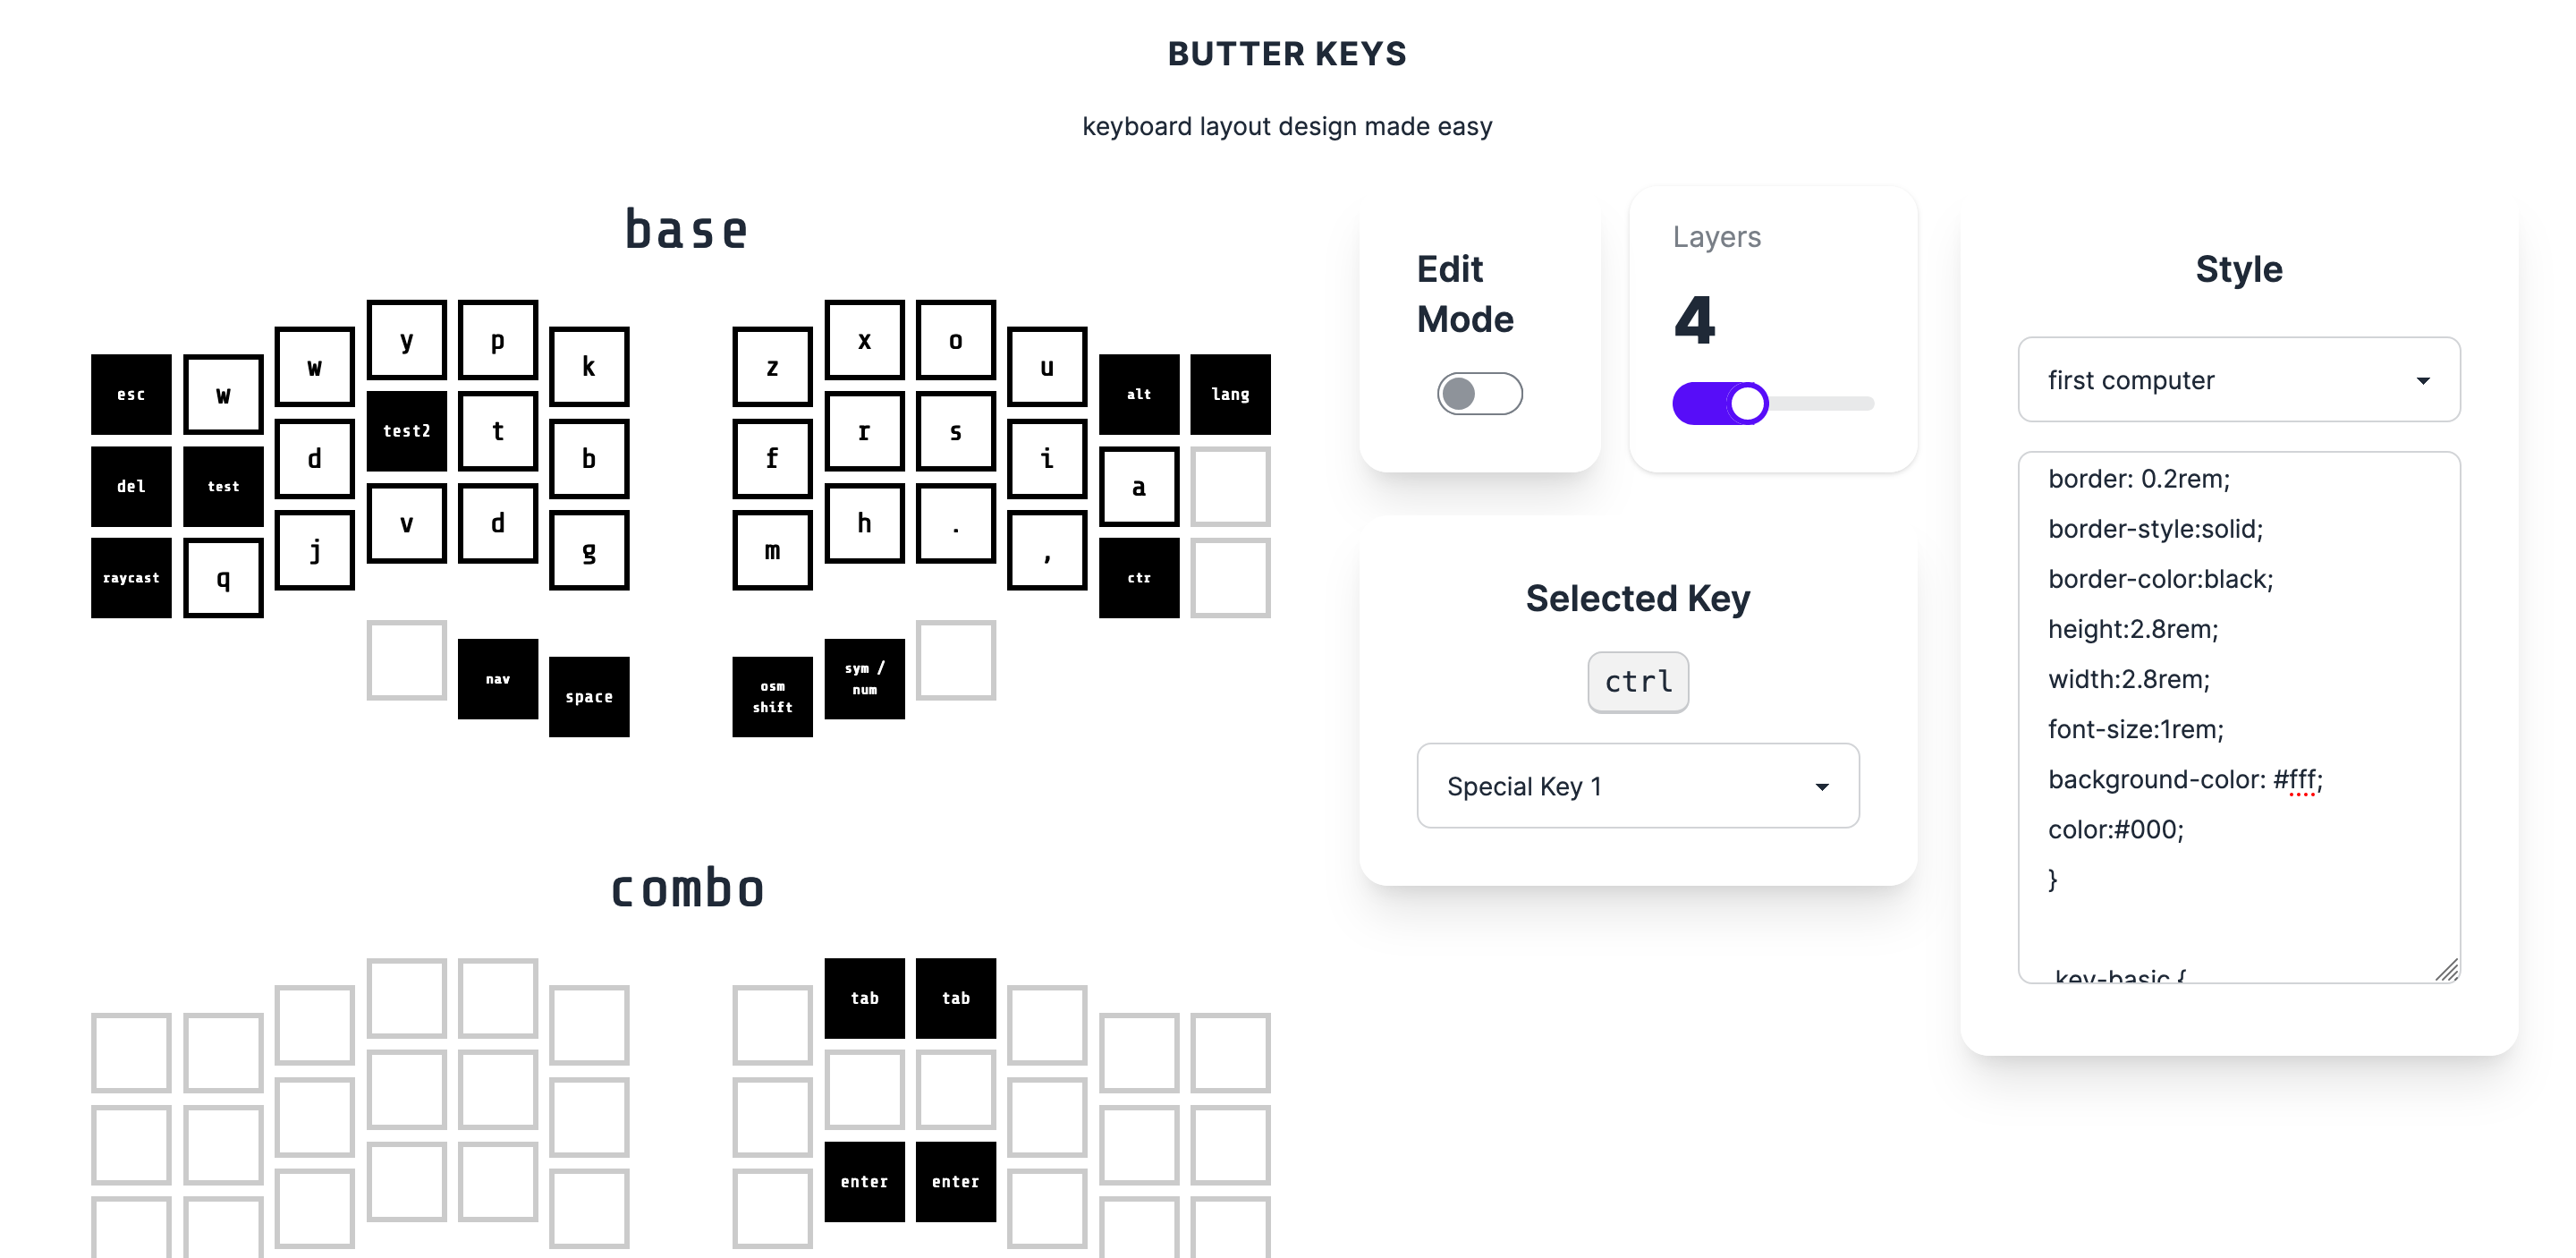 BUTTER KEYS
keyboard layout design made easy
base
y p x o
w k z u
esc w alt lang
test2 t r s
d b f i
del test a
v d h .
j g m ,
raycast q ctr
nav sym / num
space osm shift
combo
tab tab
enter enter
Edit
Mode
Layers
4
Selected Key
ctrl
Special Key 1
Style
first computer
border: 0.2rem;
border-style:solid;
border-color:black;
height:2.8rem;
width:2.8rem;
font-size:1rem;
background-color: #fff;
color:#000;
}
key-basic {